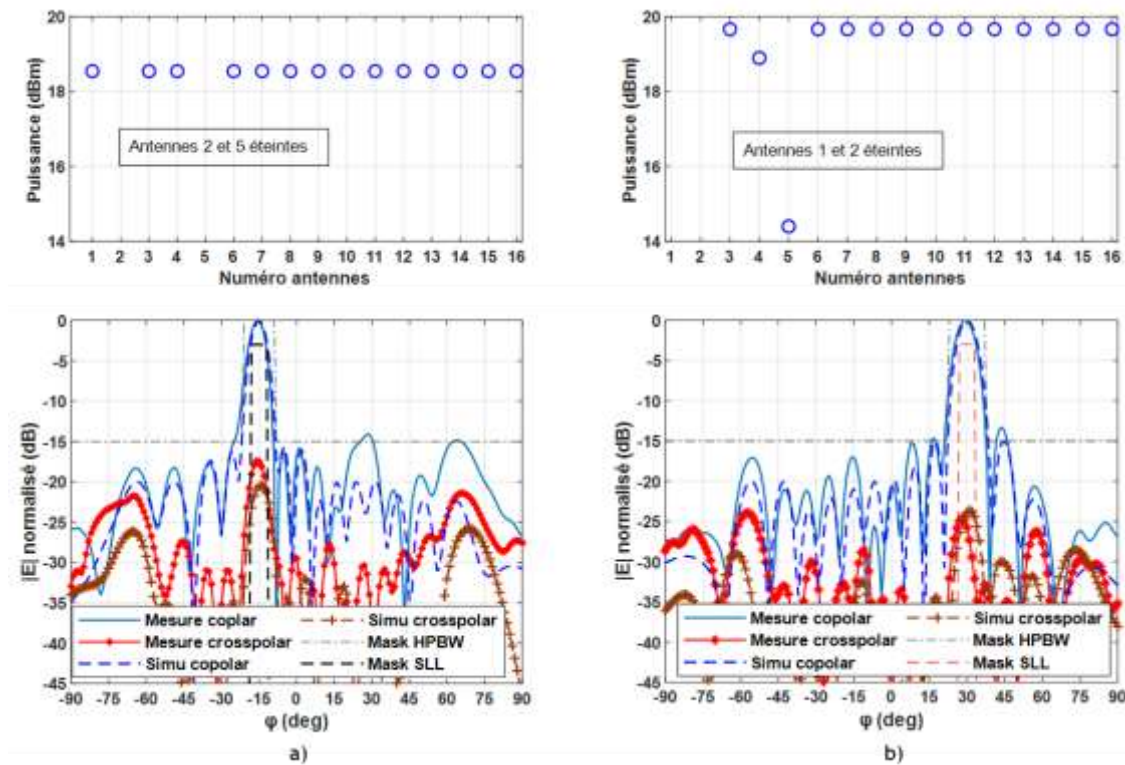 20
18
16
14
Puissance (dBm)
Antennes 2 et 5 éteintes
1 2 3 4 5 6 7 8 9 10 11 12 13 14 15 16
Numéro antennes
20
18
16
14
Puissance (dBm)
Antennes 1 et 2 éteintes
1 2 3 4 5 6 7 8 9 10 11 12 13 14 15 16
Numéro antennes
0
-5
-10
-15
-20
-25
-30
-35
-40
-45
|E| normalisé (dB)
Mesure coplar
Mesure crosspolar
Simu copolar
Simu crosspolar
Mask HPBW
Mask SLL
-90 -75 -60 -45 -30 -15 0 15 30 45 60 75 90
φ (deg)
a)
0
-5
-10
-15
-20
-25
-30
-35
-40
-45
|E| normalisé (dB)
Mesure copolar
Mesure crosspolar
Simu copolar
Simu crosspolar
Mask HPBW
Mask SLL
-90 -75 -60 -45 -30 -15 0 15 30 45 60 75 90
φ (deg)
b)